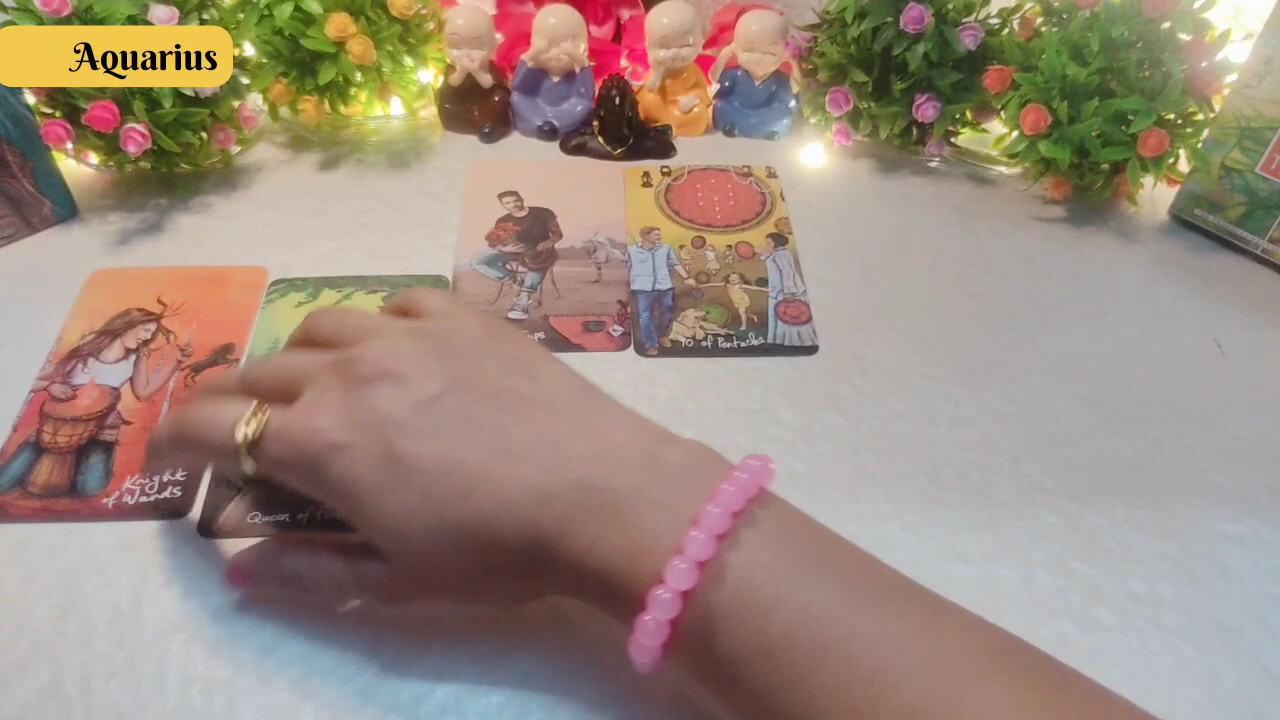 Aquarius
10 of Pentacles
Knight
of Wands
Queen of